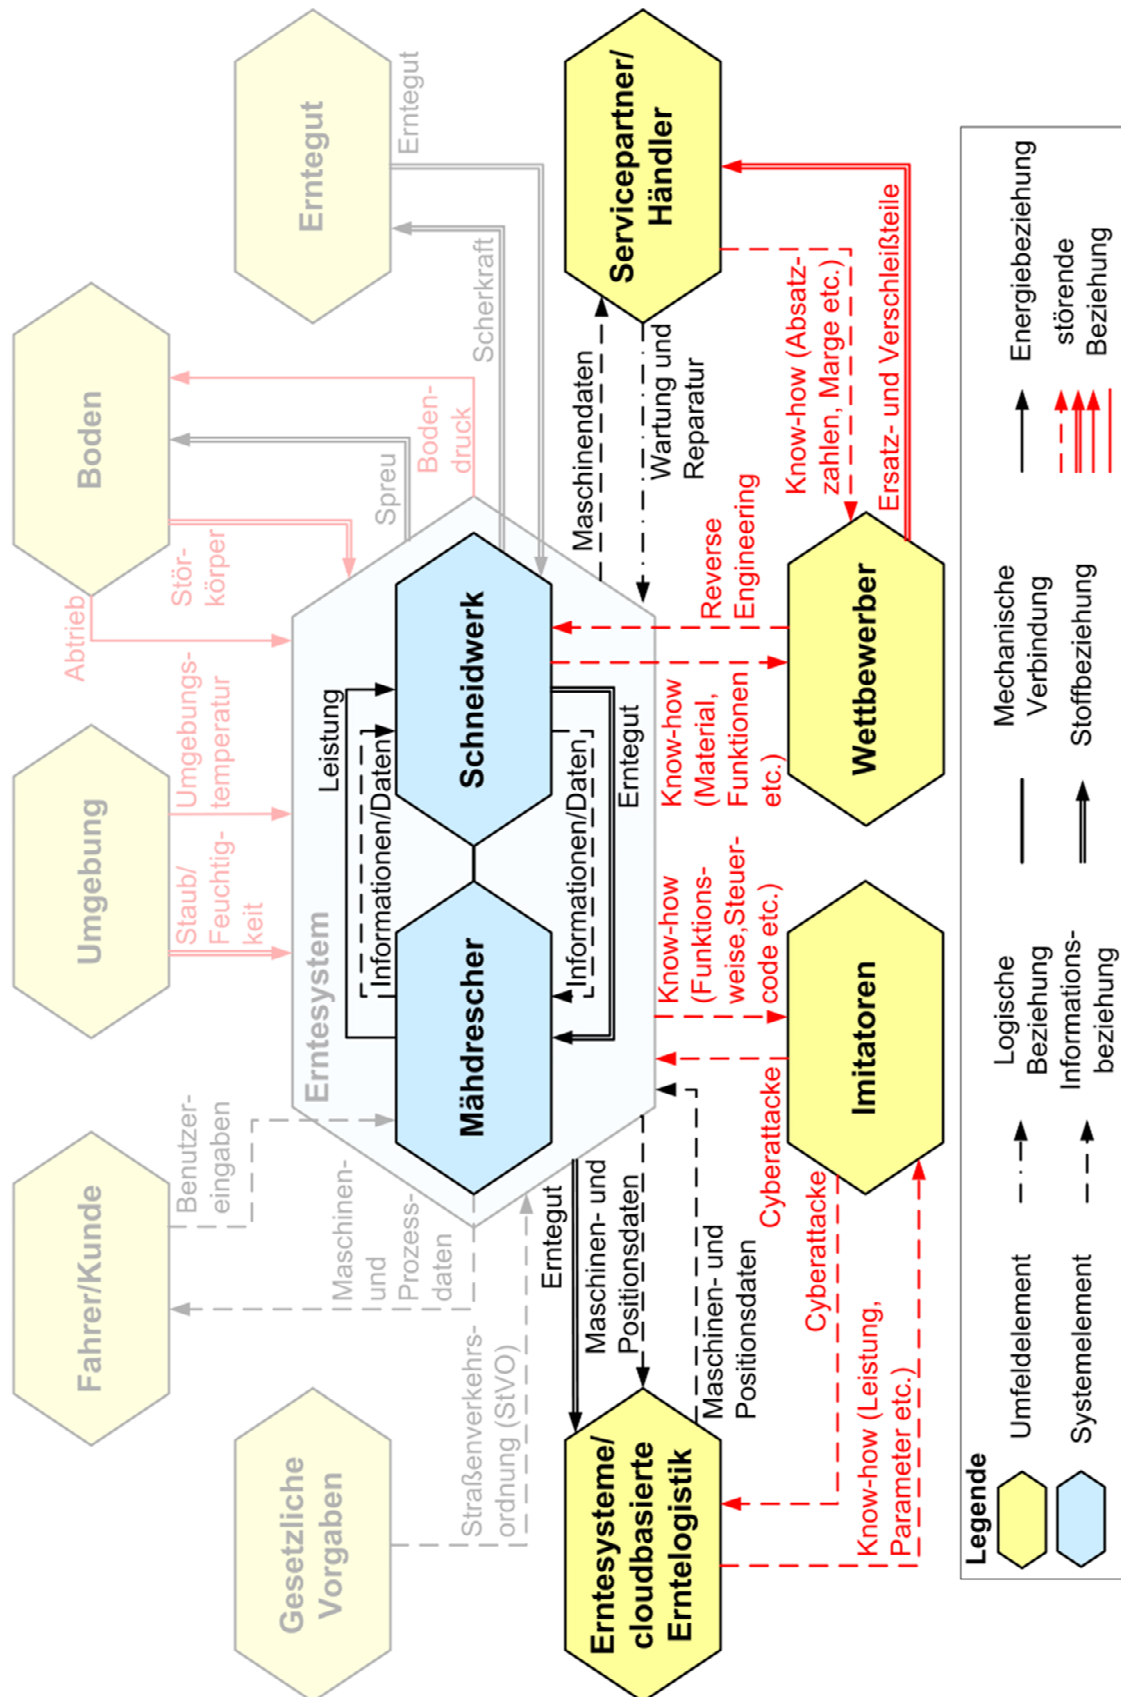 Fahrer/Kunde
Umgebung
Boden
Benutzer-
eingaben
Staub/
Feuchtig-
keit
Umgebungs-
temperatur
Abtrieb
Stör-
körper
Spreu
Boden-
druck
Gesetzliche
Vorgaben
Erntegut
Erntegut
Scherkraft
Straßenverkehrs-
ordnung (StVO)
Maschinen-
und
Prozess-
daten
Erntesystem
Leistung
Informationen/Daten
Mähdrescher
Schneidwerk
Informationen/Daten
Erntegut
Erntegut
Maschinen- und
Positionsdaten
Maschinen- und
Positionsdaten
Maschinendaten
Wartung und
Reparatur
Erntesysteme/
cloudbasierte
Erntelogistik
Servicepartner/
Händler
Know-how
(Funktions-
weise,Steuer-
code etc.)
Know-how
(Material,
Funktionen
etc.)
Reverse
Engineering
Cyberattacke
Cyberattacke
Know-how (Absatz-
zahlen, Marge etc.)
Know-how (Leistung,
Parameter etc.)
Imitatoren
Wettbewerber
Ersatz- und Verschleißteile
Legende
Umfeldelement
Logische
Beziehung
Mechanische
Verbindung
Energiebeziehung
Systemelement
Informations-
beziehung
Stoffbeziehung
störende
Beziehung